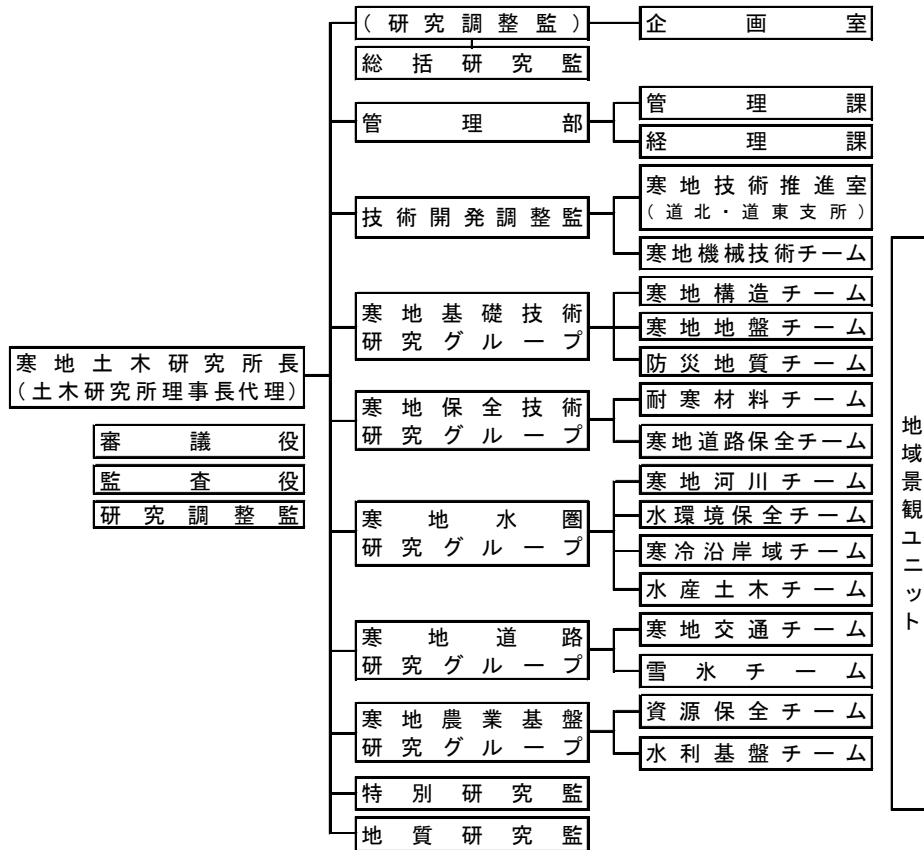 寒地土木研究所長
(土木研究所理事長代理)
審議役
監査役
研究調整監
(研究調整監)
企画室
総括研究監
管理部
管理課
経理課
技術開発調整監
寒地技術推進室
(道北・道東支所)
寒地機械技術チーム
寒地基礎技術
研究グループ
寒地構造チーム
寒地地盤チーム
防災地質チーム
寒地保全技術
研究グループ
耐寒材料チーム
寒地道路保全チーム
寒地水圏
研究グループ
寒地河川チーム
水環境保全チーム
寒冷沿岸域チーム
水産土木チーム
寒地道路
研究グループ
寒地交通チーム
雪氷チーム
寒地農業基盤
研究グループ
資源保全チーム
水利基盤チーム
特別研究監
地質研究監
地域景観ユニット